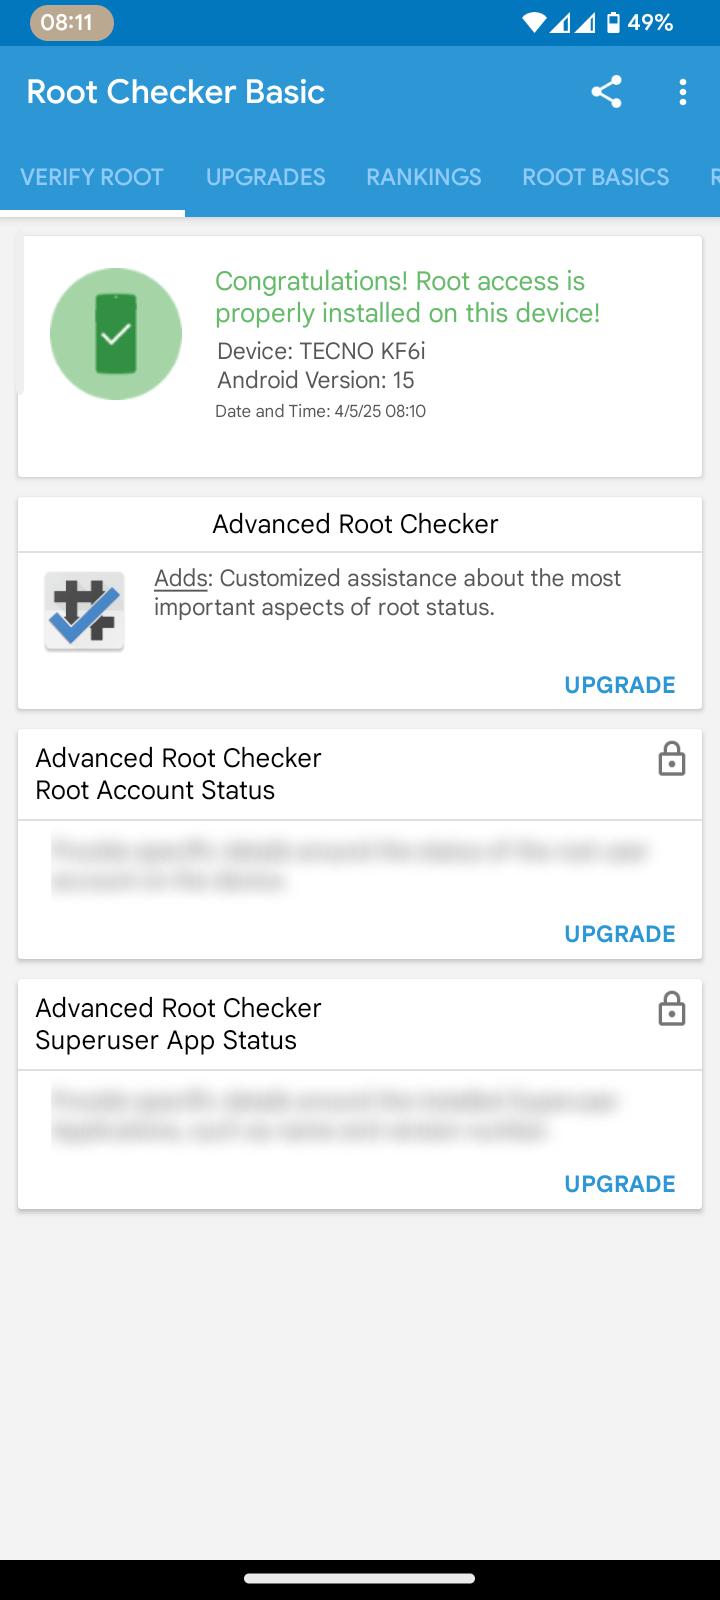 08:11
49%
Root Checker Basic
VERIFY ROOT
UPGRADES
RANKINGS
ROOT BASICS
R
Congratulations! Root access is
properly installed on this device!
Device: TECNO KF6i
Android Version: 15
Date and Time: 4/5/25 08:10
Advanced Root Checker
Adds: Customized assistance about the most
important aspects of root status.
UPGRADE
Advanced Root Checker
Root Account Status
UPGRADE
Advanced Root Checker
Superuser App Status
UPGRADE